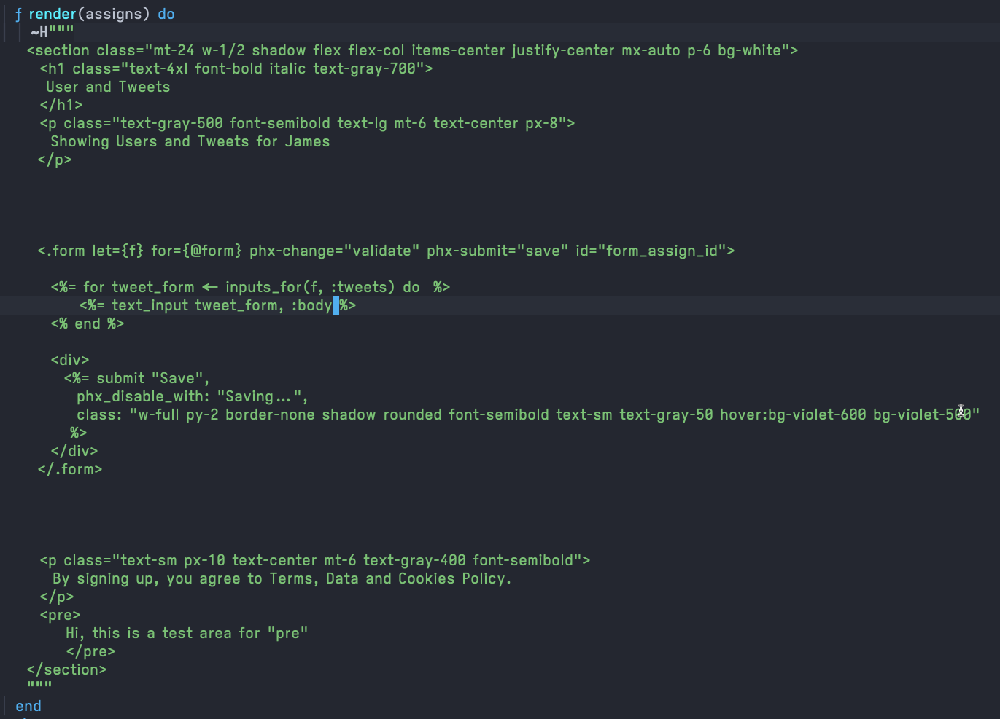 ƒ render(assigns) do
~H"""
<section class="mt-24 w-1/2 shadow flex flex-col items-center justify-center mx-auto p-6 bg-white">
<h1 class="text-4xl font-bold italic text-gray-700">
User and Tweets
</h1>
<p class="text-gray-500 font-semibold text-lg mt-6 text-center px-8">
Showing Users and Tweets for James
</p>
<.form let={f} for={@form} phx-change="validate" phx-submit="save" id="form_assign_id">
<%= for tweet_form <- inputs_for(f, :tweets) do  %>
<%= text_input tweet_form, :body %>
<% end %>
<div>
<%= submit "Save",
phx_disable_with: "Saving...",
class: "w-full py-2 border-none shadow rounded font-semibold text-sm text-gray-50 hover:bg-violet-600 bg-violet-500"
%>
</div>
</.form>
<p class="text-sm px-10 text-center mt-6 text-gray-400 font-semibold">
By signing up, you agree to Terms, Data and Cookies Policy.
</p>
<pre>
Hi, this is a test area for "pre"
</pre>
</section>
"""
end